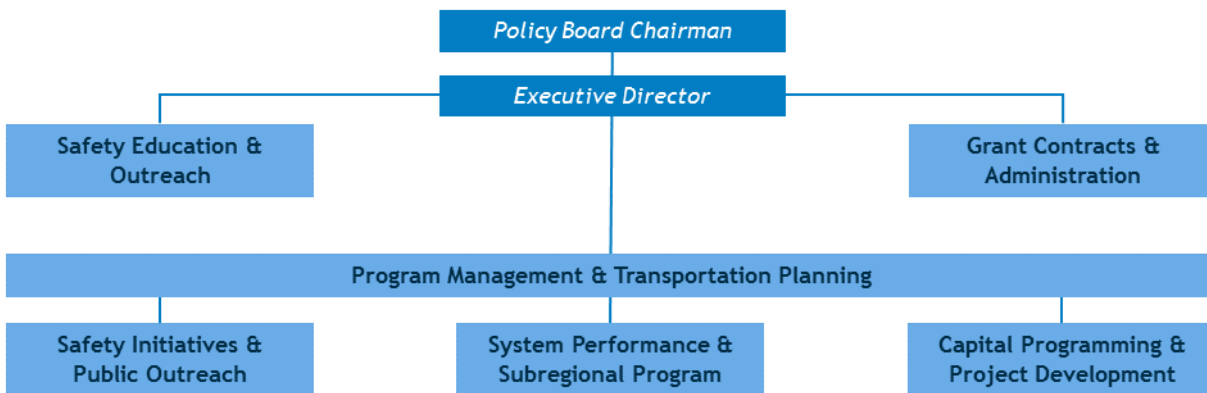 Policy Board Chairman
Executive Director
Safety Education &
Outreach
Grant Contracts &
Administration
Program Management & Transportation Planning
Safety Initiatives &
Public Outreach
System Performance &
Subregional Program
Capital Programming &
Project Development